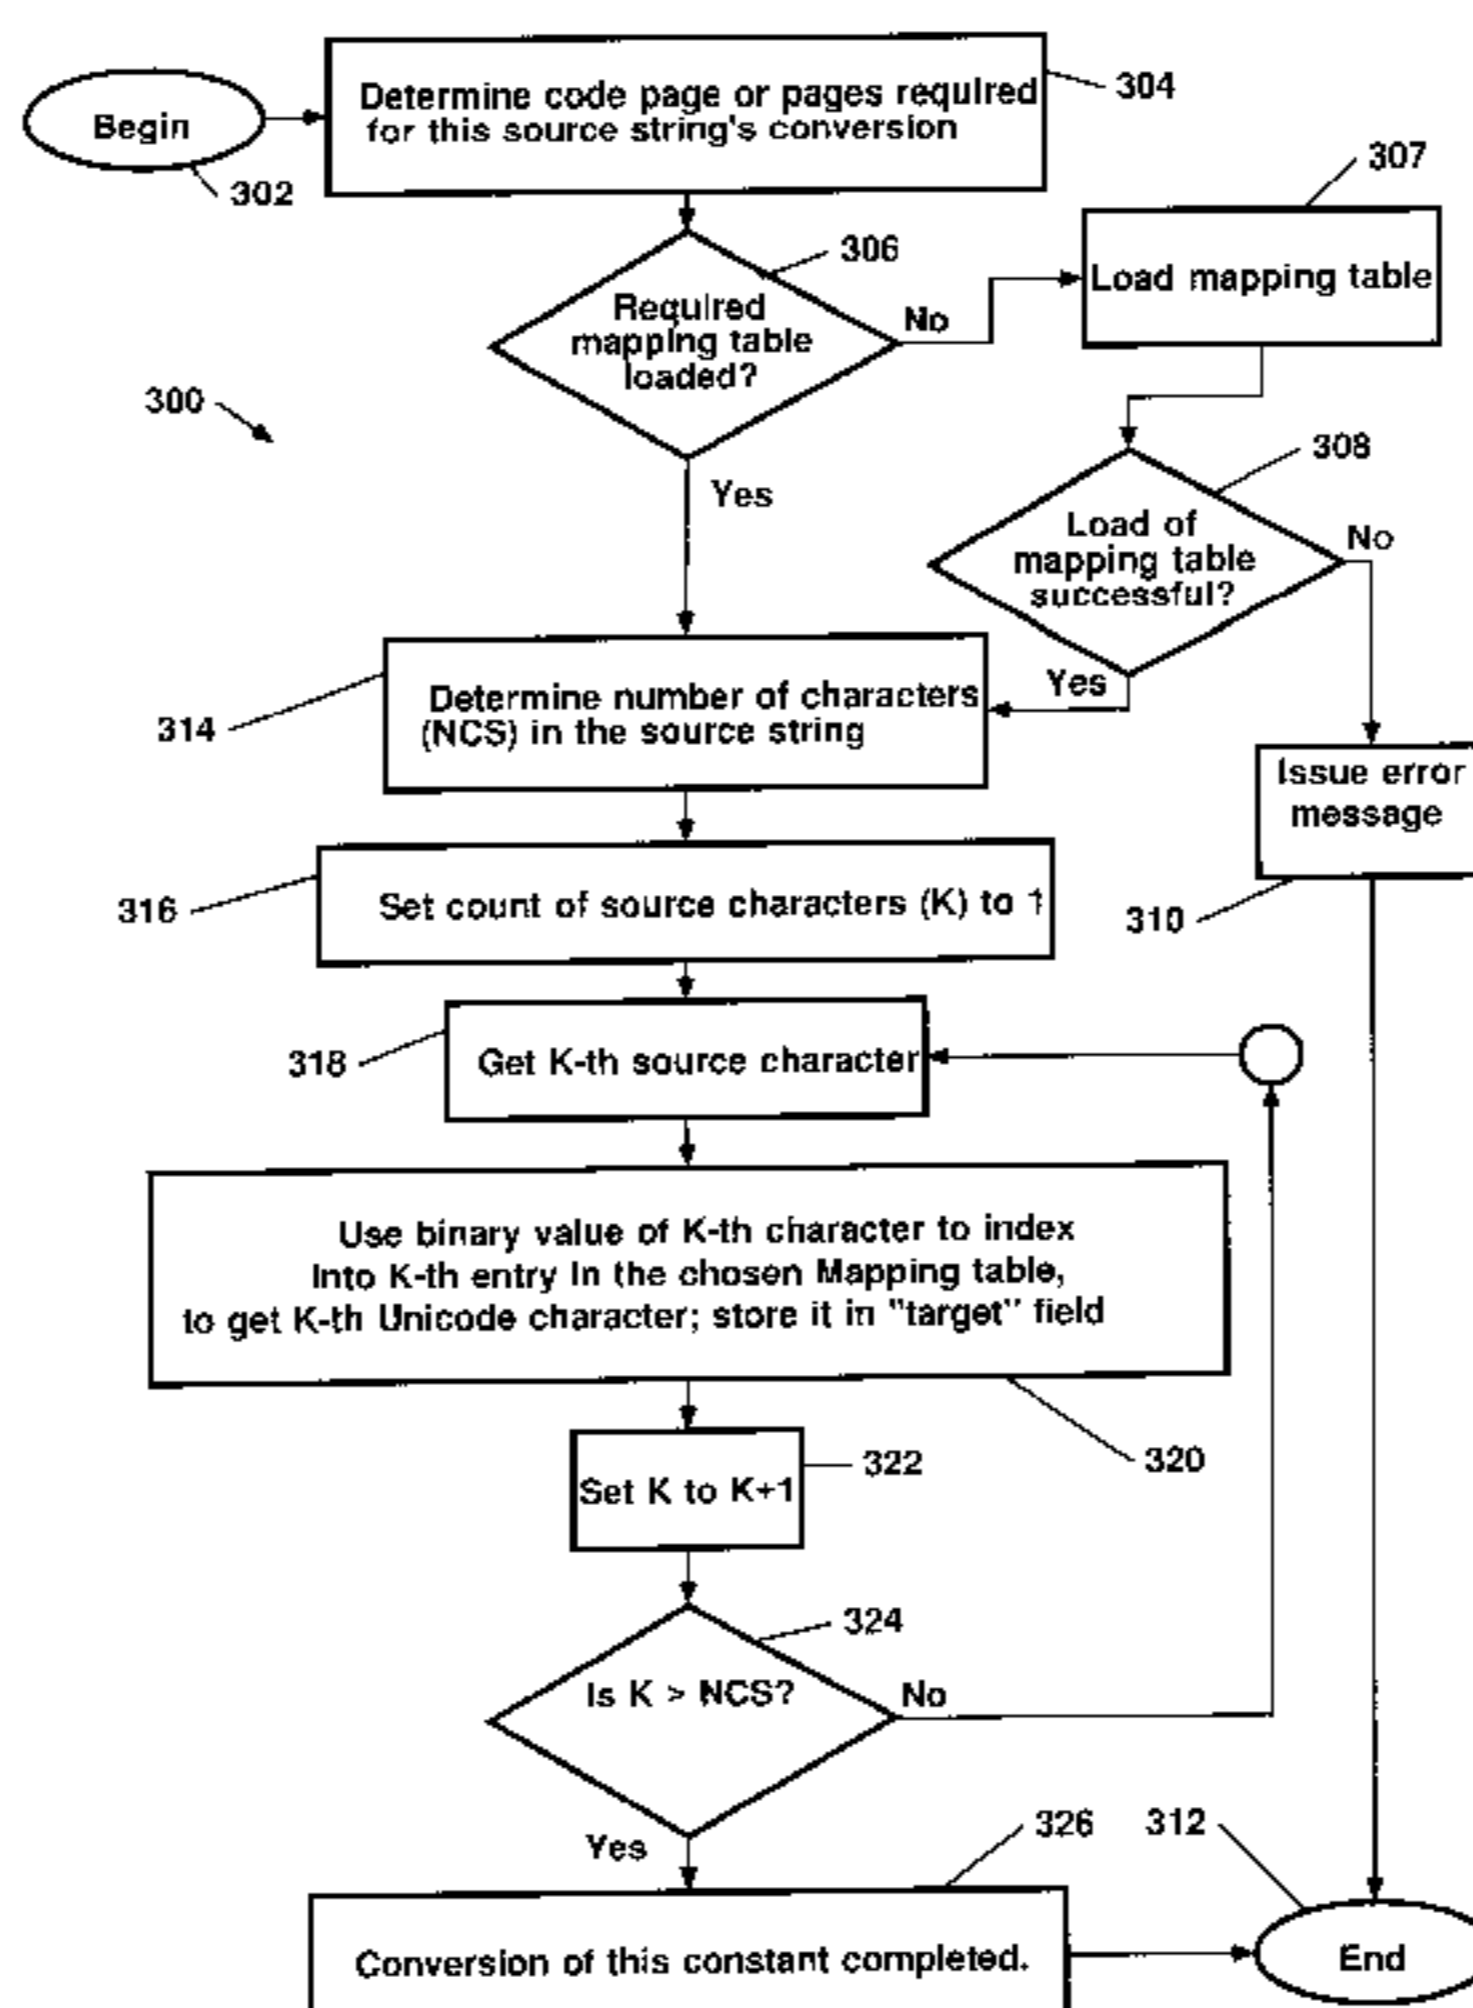 Begin
302
Determine code page or pages required
for this source string's conversion
304
306
Required
mapping table
loaded?
No
Yes
307
Load mapping table
300
308
Load of
mapping table
successful?
No
Yes
314
Determine number of characters
(NCS) in the source string
Issue error
message
310
316
Set count of source characters (K) to 1
318
Get K-th source character
Use binary value of K-th character to index
Into K-th entry in the chosen Mapping table,
to get K-th Unicode character; store it in "target" field
320
Set K to K+1
322
324
Is K > NCS?
No
Yes
326
312
Conversion of this constant completed.
End